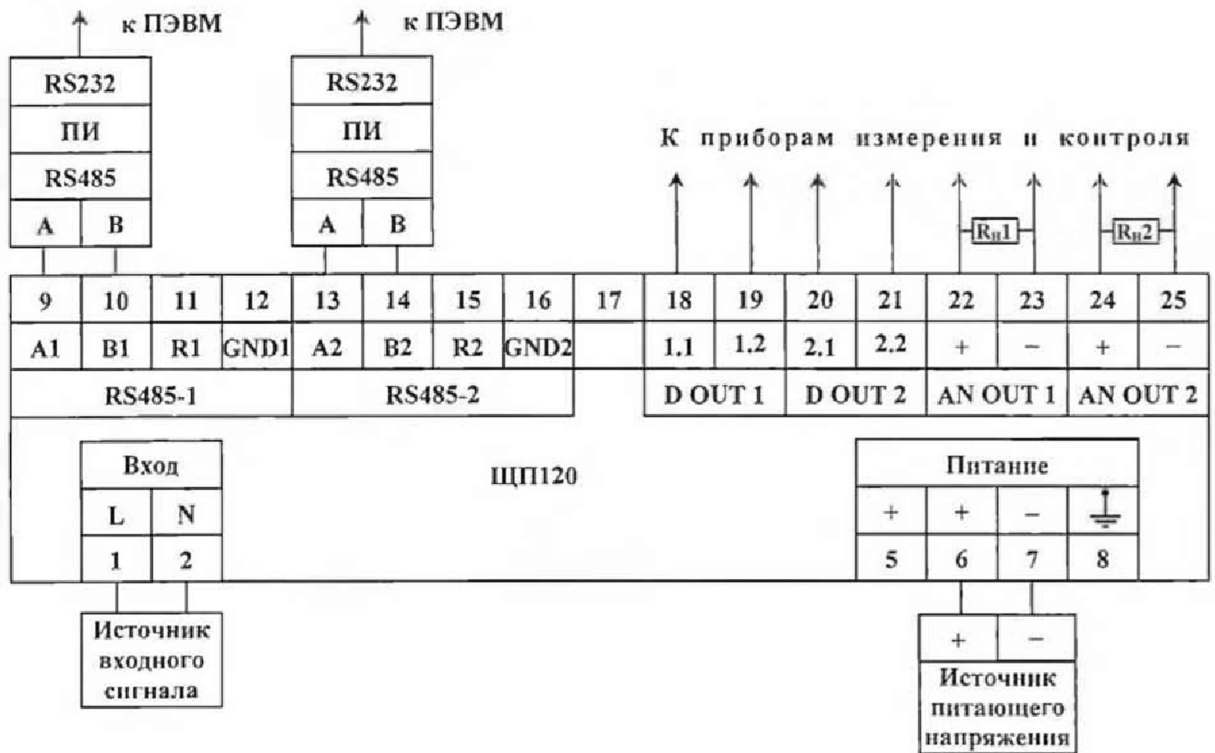 к ПЭВМ к ПЭВМ
RS232 RS232
ПИ ПИ
RS485 RS485
A B A B
К приборам измерения и контроля
Rн1 Rн2
9 10 11 12 13 14 15 16 17 18 19 20 21 22 23 24 25
A1 B1 R1 GND1 A2 B2 R2 GND2 1.1 1.2 2.1 2.2 + − + −
RS485-1 RS485-2 D OUT 1 D OUT 2 AN OUT 1 AN OUT 2
ЩП120
Вход
L N
1 2
Источник
входного
сигнала
Питание
+ + −
5 6 7 8
+ −
Источник
питающего
напряжения